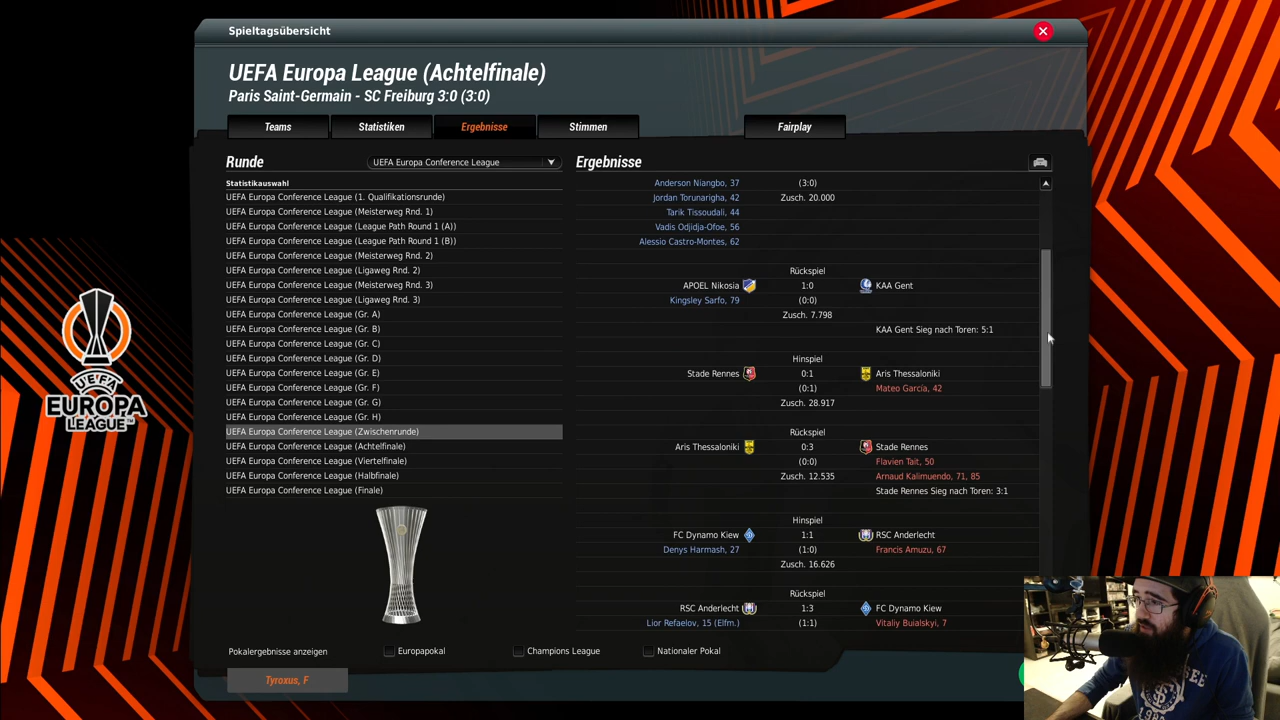 Spieltagsübersicht
UEFA Europa League (Achtelfinale)
Paris Saint-Germain - SC Freiburg 3:0 (3:0)
Teams
Statistiken
Ergebnisse
Stimmen
Fairplay
Runde
UEFA Europa Conference League
Statistikauswahl
UEFA Europa Conference League (1. Qualifikationsrunde)
UEFA Europa Conference League (Meisterweg Rnd. 1)
UEFA Europa Conference League (League Path Round 1 (A))
UEFA Europa Conference League (League Path Round 1 (B))
UEFA Europa Conference League (Meisterweg Rnd. 2)
UEFA Europa Conference League (Ligaweg Rnd. 2)
UEFA Europa Conference League (Meisterweg Rnd. 3)
UEFA Europa Conference League (Ligaweg Rnd. 3)
UEFA Europa Conference League (Gr. A)
UEFA Europa Conference League (Gr. B)
UEFA Europa Conference League (Gr. C)
UEFA Europa Conference League (Gr. D)
UEFA Europa Conference League (Gr. E)
UEFA Europa Conference League (Gr. F)
UEFA Europa Conference League (Gr. G)
UEFA Europa Conference League (Gr. H)
UEFA Europa Conference League (Zwischenrunde)
UEFA Europa Conference League (Achtelfinale)
UEFA Europa Conference League (Viertelfinale)
UEFA Europa Conference League (Halbfinale)
UEFA Europa Conference League (Finale)
Ergebnisse
Anderson Niangbo, 37 (3:0)
Jordan Torunarigha, 42 Zusch. 20.000
Tarik Tissoudali, 44
Vadis Odjidja-Ofoe, 56
Alessio Castro-Montes, 62
Rückspiel
APOEL Nikosia 1:0 KAA Gent
Kingsley Sarfo, 79 (0:0)
Zusch. 7.798
KAA Gent Sieg nach Toren: 5:1
Hinspiel
Stade Rennes 0:1 Aris Thessaloniki
(0:1) Mateo García, 42
Zusch. 28.917
Rückspiel
Aris Thessaloniki 0:3 Stade Rennes
(0:0) Flavien Tait, 50
Zusch. 12.535 Arnaud Kalimuendo, 71, 85
Stade Rennes Sieg nach Toren: 3:1
Hinspiel
FC Dynamo Kiew 1:1 RSC Anderlecht
Denys Harmash, 27 (1:0) Francis Amuzu, 67
Zusch. 16.626
Rückspiel
RSC Anderlecht 1:3 FC Dynamo Kiew
Lior Refaelov, 15 (Elfm.) (1:1) Vitaliy Buialskyi, 7
UEFA
EUROPA
LEAGUE
Pokalergebnisse anzeigen
Europapokal
Champions League
Nationaler Pokal
Tyroxus, F